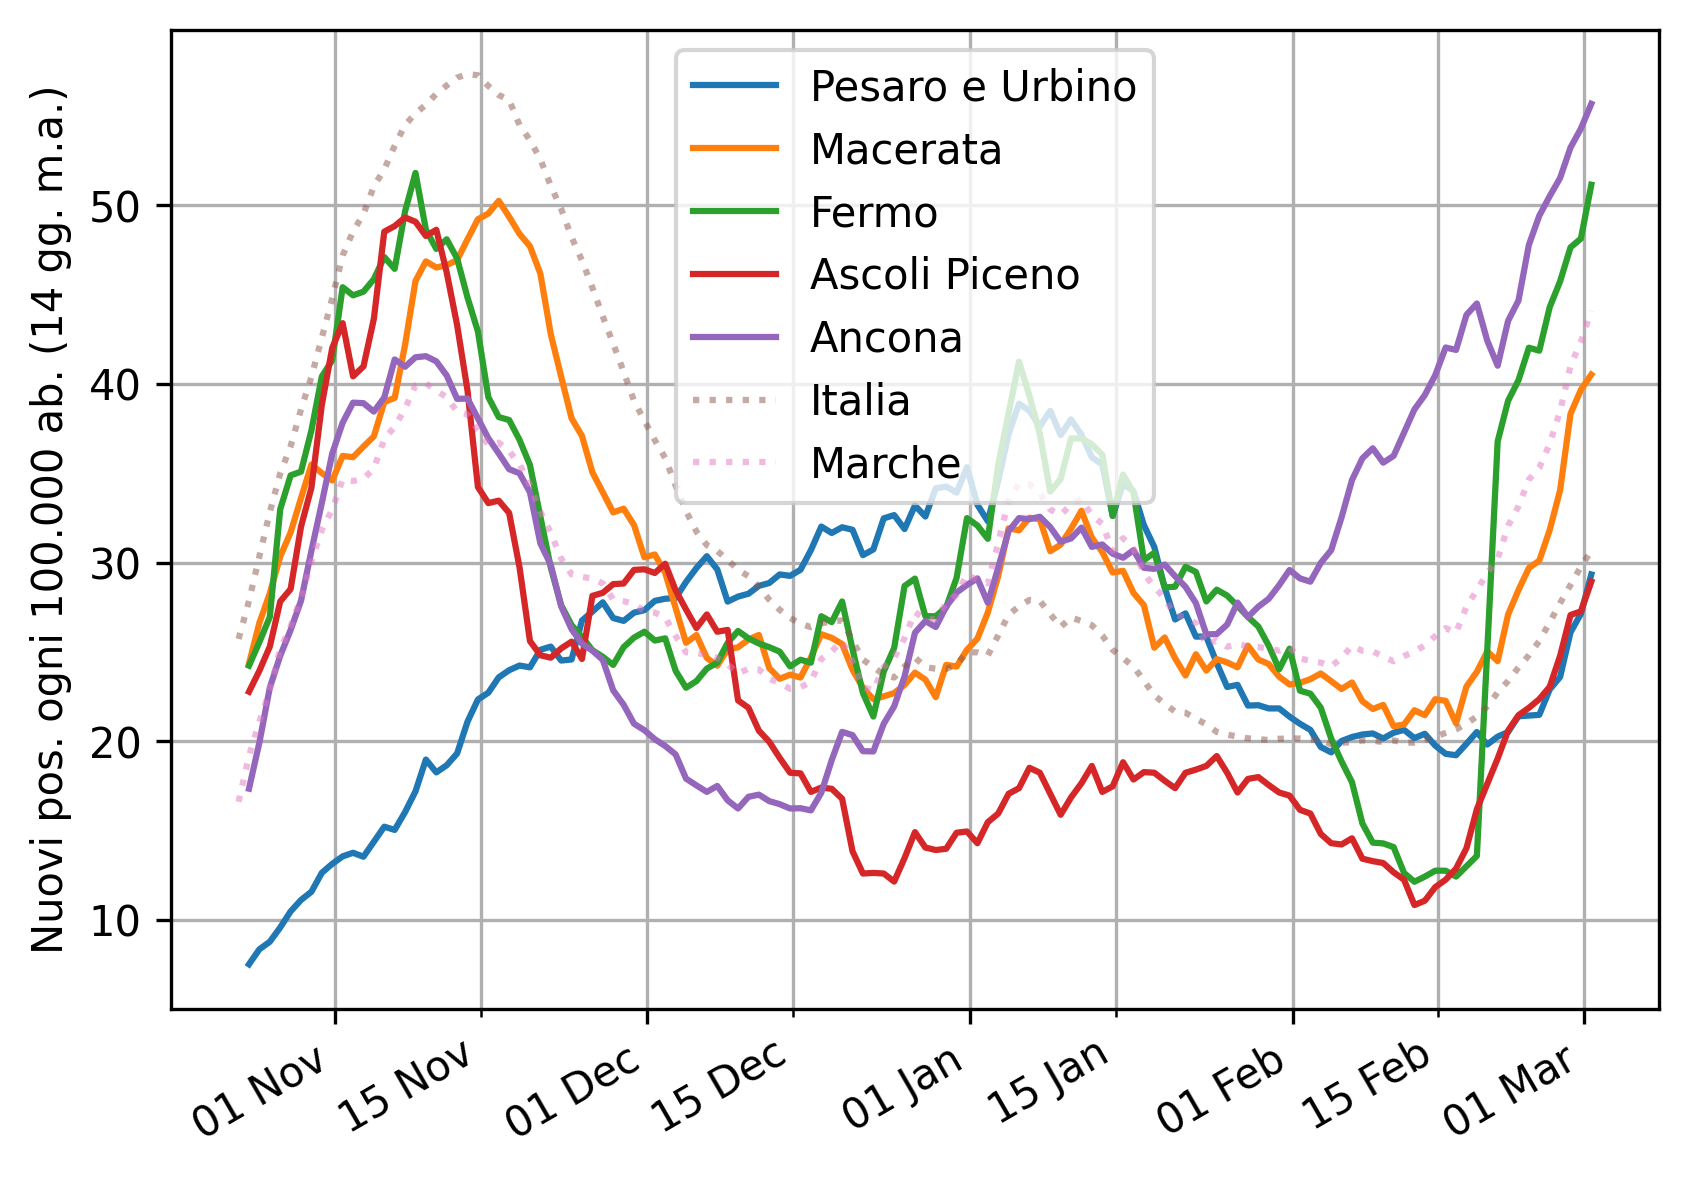 Nuovi pos. ogni 100.000 ab. (14 gg. m.a.)
50
40
30
20
10
Pesaro e Urbino
Macerata
Fermo
Ascoli Piceno
Ancona
Italia
Marche
01 Nov
15 Nov
01 Dec
15 Dec
01 Jan
15 Jan
01 Feb
15 Feb
01 Mar